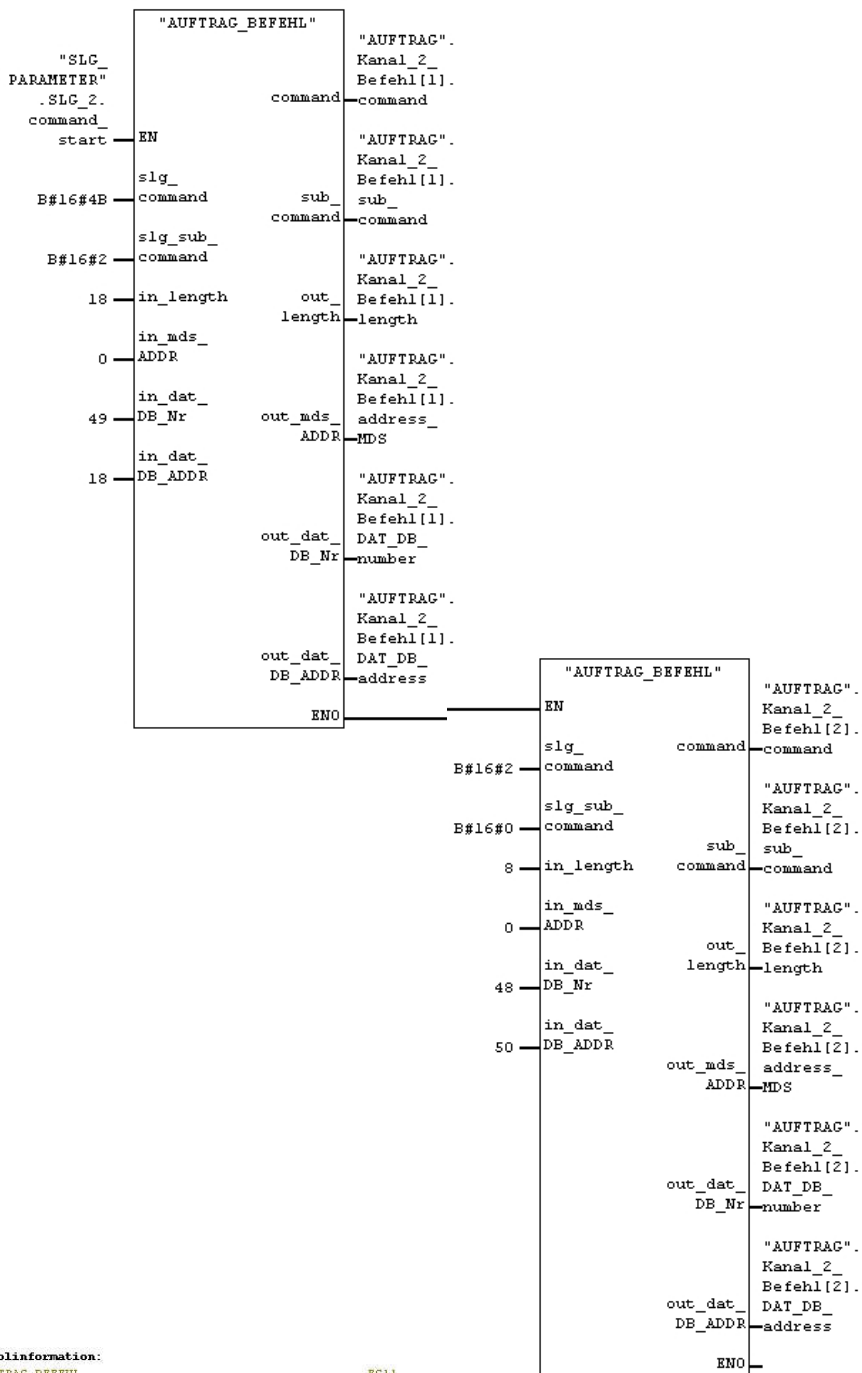 "AUFTRAG_BEFEHL"
"SLG_
PARAMETER"
.SLG_2.
command_
start
EN
B#16#4B
slg_
command
B#16#2
slg_sub_
command
18
in_length
0
in_mds_
ADDR
49
in_dat_
DB_Nr
18
in_dat_
DB_ADDR
command
"AUFTRAG".
Kanal_2_
Befehl[1].
command
sub_
command
"AUFTRAG".
Kanal_2_
Befehl[1].
sub_
command
out_
length
"AUFTRAG".
Kanal_2_
Befehl[1].
length
out_mds_
ADDR
"AUFTRAG".
Kanal_2_
Befehl[1].
address_
MDS
out_dat_
DB_Nr
"AUFTRAG".
Kanal_2_
Befehl[1].
DAT_DB_
number
out_dat_
DB_ADDR
"AUFTRAG".
Kanal_2_
Befehl[1].
DAT_DB_
address
ENO
"AUFTRAG_BEFEHL"
EN
B#16#2
slg_
command
B#16#0
slg_sub_
command
8
in_length
0
in_mds_
ADDR
48
in_dat_
DB_Nr
50
in_dat_
DB_ADDR
command
"AUFTRAG".
Kanal_2_
Befehl[2].
command
sub_
command
"AUFTRAG".
Kanal_2_
Befehl[2].
sub_
command
out_
length
"AUFTRAG".
Kanal_2_
Befehl[2].
length
out_mds_
ADDR
"AUFTRAG".
Kanal_2_
Befehl[2].
address_
MDS
out_dat_
DB_Nr
"AUFTRAG".
Kanal_2_
Befehl[2].
DAT_DB_
number
out_dat_
DB_ADDR
"AUFTRAG".
Kanal_2_
Befehl[2].
DAT_DB_
address
ENO
olinformation: